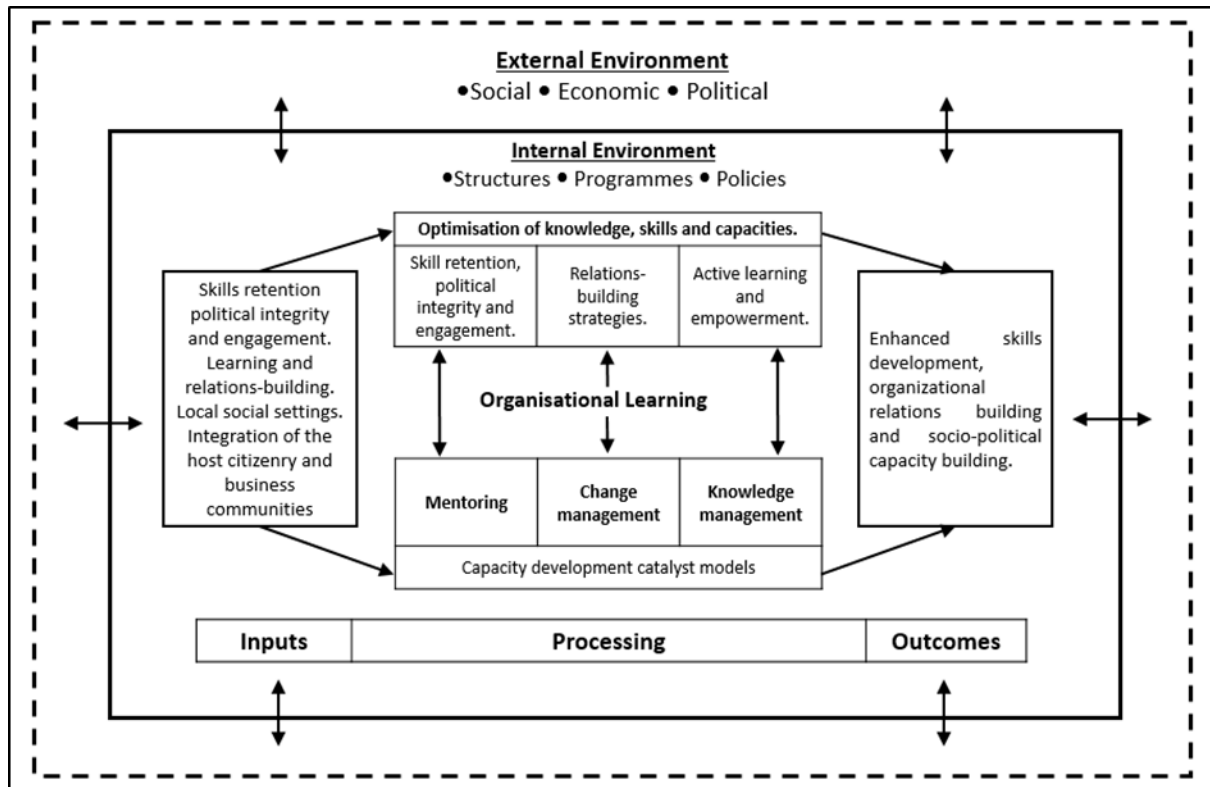 External Environment
•Social • Economic • Political
Internal Environment
•Structures • Programmes • Policies
Optimisation of knowledge, skills and capacities.
Skill retention,
political
integrity and
engagement.
Relations-
building
strategies.
Active learning
and
empowerment.
Skills retention
political integrity
and engagement.
Learning and
relations-building.
Local social settings.
Integration of the
host citizenry and
business
communities
Organisational Learning
Enhanced skills
development,
organizational
relations building
and socio-political
capacity building.
Mentoring
Change
management
Knowledge
management
Capacity development catalyst models
Inputs
Processing
Outcomes